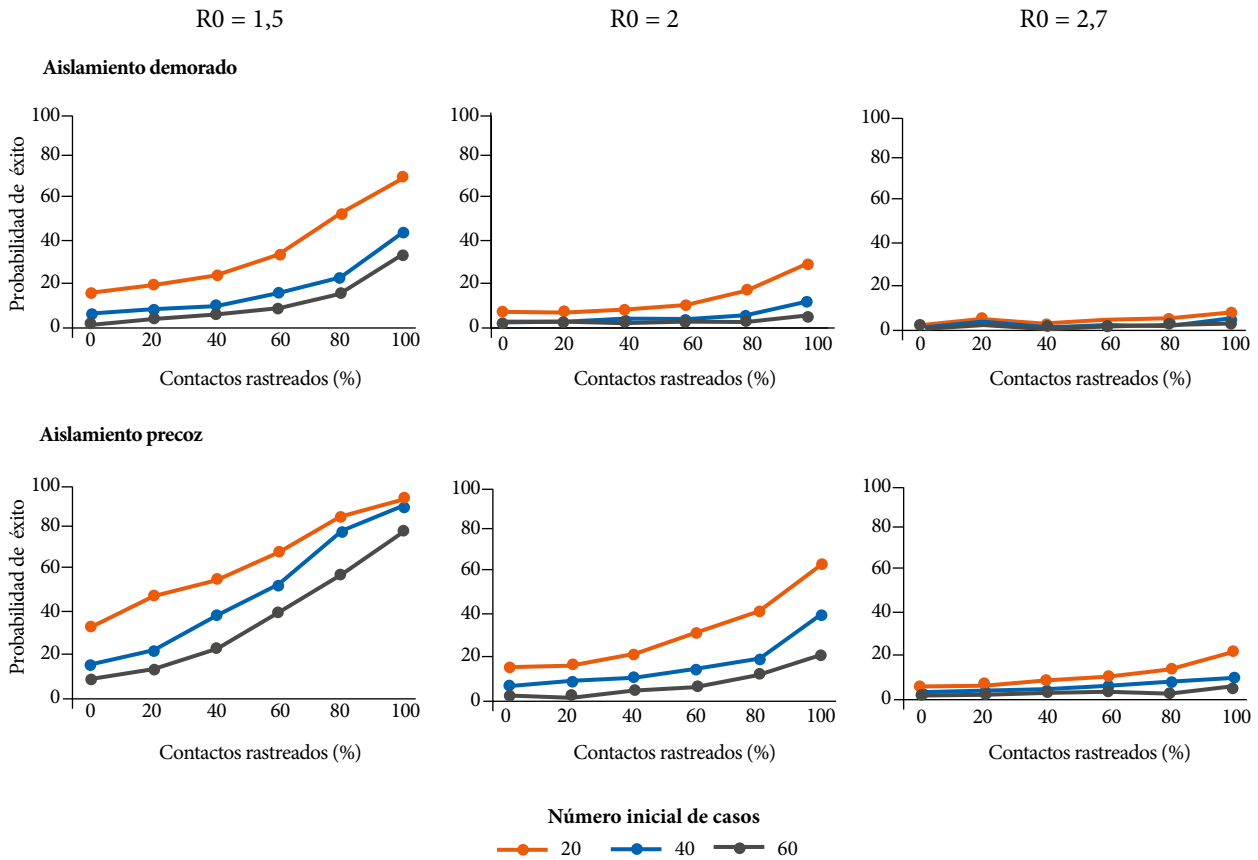 R0 = 1,5
R0 = 2
R0 = 2,7
Aislamiento demorado
Probabilidad de éxito
100
80
60
40
20
0
0 20 40 60 80 100
Contactos rastreados (%)
100
80
60
40
20
0
0 20 40 60 80 100
Contactos rastreados (%)
100
80
60
40
20
0
0 20 40 60 80 100
Contactos rastreados (%)
Aislamiento precoz
Probabilidad de éxito
100
80
60
40
20
0
0 20 40 60 80 100
Contactos rastreados (%)
100
80
60
40
20
0
0 20 40 60 80 100
Contactos rastreados (%)
100
80
60
40
20
0
0 20 40 60 80 100
Contactos rastreados (%)
Número inicial de casos
20 40 60